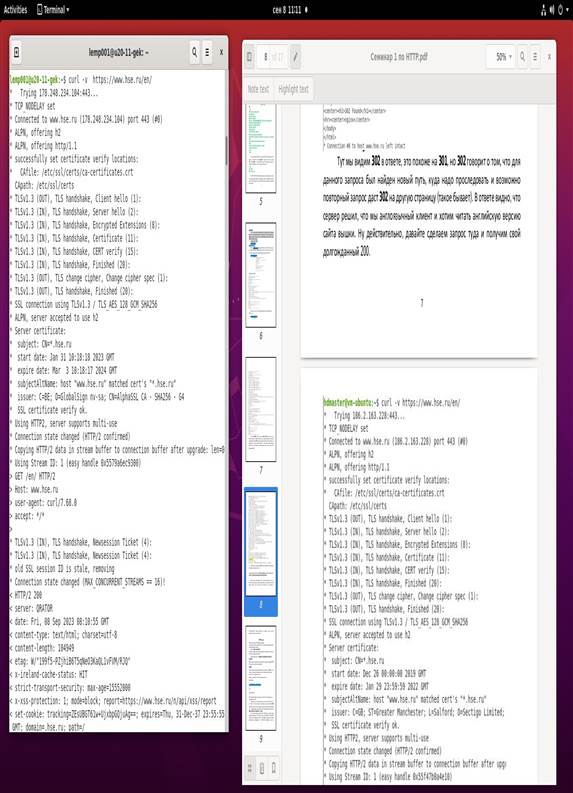 Activities
Terminal
сен 8 11:11
lemp001@u20-11-gek: ~
lemp001@u20-11-gek:~$ curl -v  https://www.hse.ru/en/
*   Trying 178.248.234.104:443...
* TCP_NODELAY set
* Connected to www.hse.ru (178.248.234.104) port 443 (#0)
* ALPN, offering h2
* ALPN, offering http/1.1
* successfully set certificate verify locations:
*   CAfile: /etc/ssl/certs/ca-certificates.crt
  CApath: /etc/ssl/certs
* TLSv1.3 (OUT), TLS handshake, Client hello (1):
* TLSv1.3 (IN), TLS handshake, Server hello (2):
* TLSv1.3 (IN), TLS handshake, Encrypted Extensions (8):
* TLSv1.3 (IN), TLS handshake, Certificate (11):
* TLSv1.3 (IN), TLS handshake, CERT verify (15):
* TLSv1.3 (IN), TLS handshake, Finished (20):
* TLSv1.3 (OUT), TLS change cipher, Change cipher spec (1):
* TLSv1.3 (OUT), TLS handshake, Finished (20):
* SSL connection using TLSv1.3 / TLS_AES_128_GCM_SHA256
* ALPN, server accepted to use h2
* Server certificate:
*  subject: CN=*.hse.ru
*  start date: Jan 31 10:18:18 2023 GMT
*  expire date: Mar  3 10:18:17 2024 GMT
*  subjectAltName: host "www.hse.ru" matched cert's "*.hse.ru"
*  issuer: C=BE; O=GlobalSign nv-sa; CN=AlphaSSL CA - SHA256 - G4
*  SSL certificate verify ok.
* Using HTTP2, server supports multi-use
* Connection state changed (HTTP/2 confirmed)
* Copying HTTP/2 data in stream buffer to connection buffer after upgrade: len=0
* Using Stream ID: 1 (easy handle 0x5579a6ec9300)
> GET /en/ HTTP/2
> Host: www.hse.ru
> user-agent: curl/7.68.0
> accept: */*
>
* TLSv1.3 (IN), TLS handshake, Newsession Ticket (4):
* TLSv1.3 (IN), TLS handshake, Newsession Ticket (4):
* old SSL session ID is stale, removing
* Connection state changed (MAX_CONCURRENT_STREAMS == 16)!
< HTTP/2 200
< server: QRATOR
< date: Fri, 08 Sep 2023 08:10:55 GMT
< content-type: text/html; charset=utf-8
< content-length: 104949
< x-ireland-cache-status: HIT
< strict-transport-security: max-age=15552000
< x-xss-protection: 1; mode=block; report=https://www.hse.ru/n/api/xss/report
expires=Thu, 31-Dec-37 23:55:55
GMT; domain=.hse.ru; path=/
8 of 17
Семинар 1 по HTTP.pdf
50%
Note text
Highlight text
5
6
7
8
9
<center><h1>302 Found</h1></center>
<hr><center>nginx</center>
</body>
</html>
* Connection #0 to host www.hse.ru left intact
Тут мы видим 302 в ответе, это похоже на 301, но 302 говорит о том, что для
данного запроса был найден новый путь, куда надо проследовать и возможно
повторный запрос даст 302 на другую страницу (такое бывает). В ответе видно, что
сервер решил, что мы англоязычный клиент и хотим читать английскую версию
сайта вышки. Ну действительно, давайте сделаем запрос туда и получим свой
долгожданный 200.
7
hdmaster@vm-ubuntu:~$ curl -v https://www.hse.ru/en/
*   Trying 186.2.163.228:443...
* TCP_NODELAY set
* Connected to www.hse.ru (186.2.163.228) port 443 (#0)
* ALPN, offering h2
* ALPN, offering http/1.1
* successfully set certificate verify locations:
*   CAfile: /etc/ssl/certs/ca-certificates.crt
  CApath: /etc/ssl/certs
* TLSv1.3 (OUT), TLS handshake, Client hello (1):
* TLSv1.3 (IN), TLS handshake, Server hello (2):
* TLSv1.3 (IN), TLS handshake, Encrypted Extensions (8):
* TLSv1.3 (IN), TLS handshake, Certificate (11):
* TLSv1.3 (IN), TLS handshake, CERT verify (15):
* TLSv1.3 (IN), TLS handshake, Finished (20):
* TLSv1.3 (OUT), TLS change cipher, Change cipher spec (1):
* TLSv1.3 (OUT), TLS handshake, Finished (20):
* SSL connection using TLSv1.3 / TLS_AES_128_GCM_SHA256
* ALPN, server accepted to use h2
* Server certificate:
*  subject: CN=*.hse.ru
*  start date: Dec 26 00:00:00 2019 GMT
*  expire date: Jan 29 23:59:59 2022 GMT
*  subjectAltName: host "www.hse.ru" matched cert's "*.hse.ru"
*  issuer: C=GB; ST=Greater Manchester; L=Salford; O=Sectigo Limited;
*  SSL certificate verify ok.
* Using HTTP2, server supports multi-use
* Connection state changed (HTTP/2 confirmed)
* Copying HTTP/2 data in stream buffer to connection buffer after upg
* Using Stream ID: 1 (easy handle 0x55f47b8a4e10)